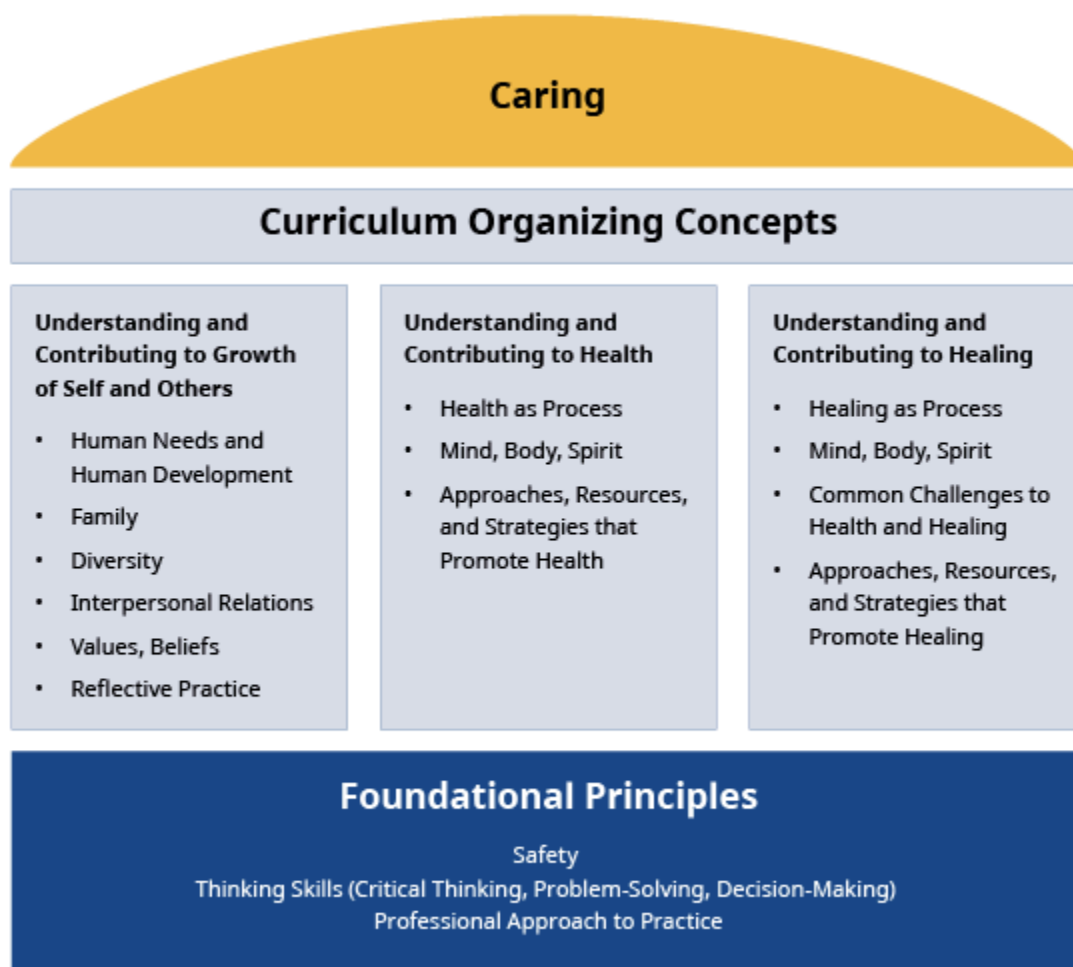 Caring
Curriculum Organizing Concepts
Understanding and
Contributing to Growth
of Self and Others
• Human Needs and
Human Development
• Family
• Diversity
• Interpersonal Relations
• Values, Beliefs
• Reflective Practice
Understanding and
Contributing to Health
• Health as Process
• Mind, Body, Spirit
• Approaches, Resources,
and Strategies that
Promote Health
Understanding and
Contributing to Healing
• Healing as Process
• Mind, Body, Spirit
• Common Challenges to
Health and Healing
• Approaches, Resources,
and Strategies that
Promote Healing
Foundational Principles
Safety
Thinking Skills (Critical Thinking, Problem-Solving, Decision-Making)
Professional Approach to Practice